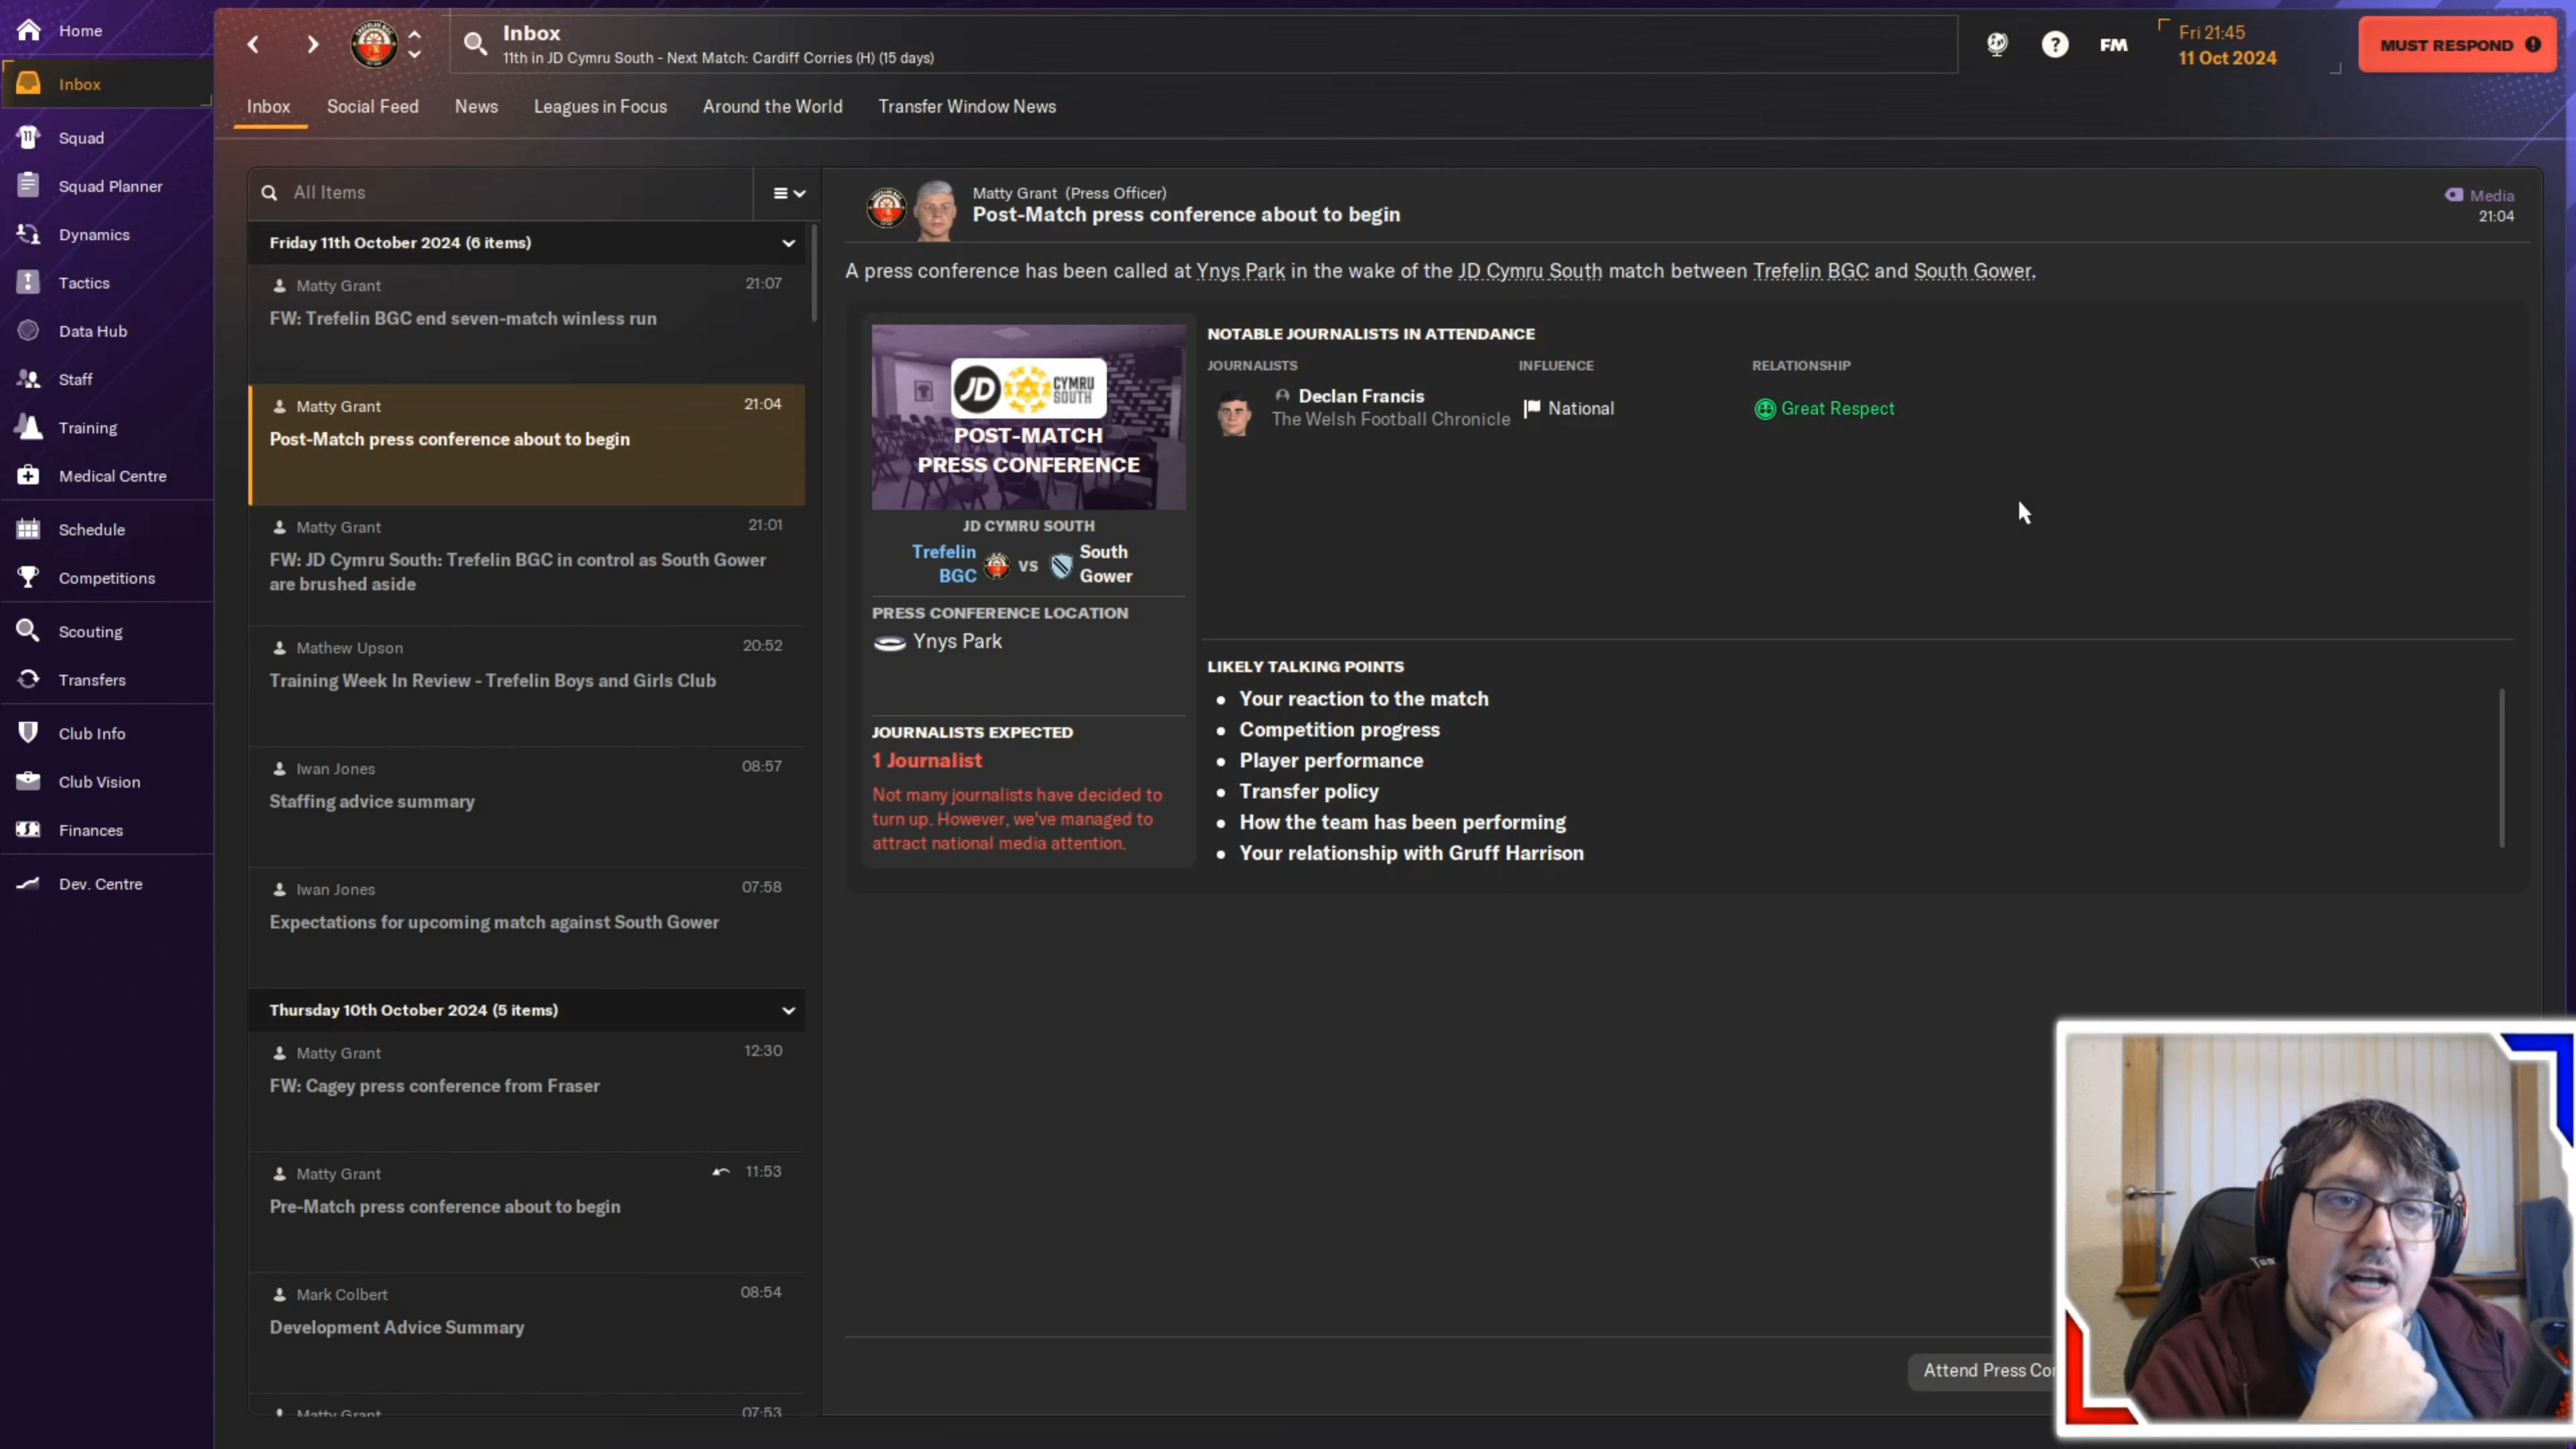 Home
Inbox
Squad
Squad Planner
Dynamics
Tactics
Data Hub
Staff
Training
Medical Centre
Schedule
Competitions
Scouting
Transfers
Club Info
Club Vision
Finances
Dev. Centre
Inbox
11th in JD Cymru South - Next Match: Cardiff Corries (H) (15 days)
FM
Fri 21:45
11 Oct 2024
MUST RESPOND
Inbox Social Feed News Leagues in Focus Around the World Transfer Window News
All Items
Friday 11th October 2024 (6 items)
Matty Grant 21:07
FW: Trefelin BGC end seven-match winless run
Matty Grant 21:04
Post-Match press conference about to begin
Matty Grant 21:01
FW: JD Cymru South: Trefelin BGC in control as South Gower
are brushed aside
Mathew Upson 20:52
Training Week In Review - Trefelin Boys and Girls Club
Iwan Jones 08:57
Staffing advice summary
Iwan Jones 07:58
Expectations for upcoming match against South Gower
Thursday 10th October 2024 (5 items)
Matty Grant 12:30
FW: Cagey press conference from Fraser
Matty Grant 11:53
Pre-Match press conference about to begin
Mark Colbert 08:54
Development Advice Summary
Matty Grant 07:53
Matty Grant (Press Officer)
Post-Match press conference about to begin
Media
21:04
A press conference has been called at Ynys Park in the wake of the JD Cymru South match between Trefelin BGC and South Gower.
JD CYMRU
SOUTH
POST-MATCH
PRESS CONFERENCE
JD CYMRU SOUTH
Trefelin
BGC
vs
South
Gower
PRESS CONFERENCE LOCATION
Ynys Park
JOURNALISTS EXPECTED
1 Journalist
Not many journalists have decided to
turn up. However, we've managed to
attract national media attention.
NOTABLE JOURNALISTS IN ATTENDANCE
JOURNALISTS INFLUENCE RELATIONSHIP
Declan Francis
The Welsh Football Chronicle
National
Great Respect
LIKELY TALKING POINTS
Your reaction to the match
Competition progress
Player performance
Transfer policy
How the team has been performing
Your relationship with Gruff Harrison
Attend Press Con